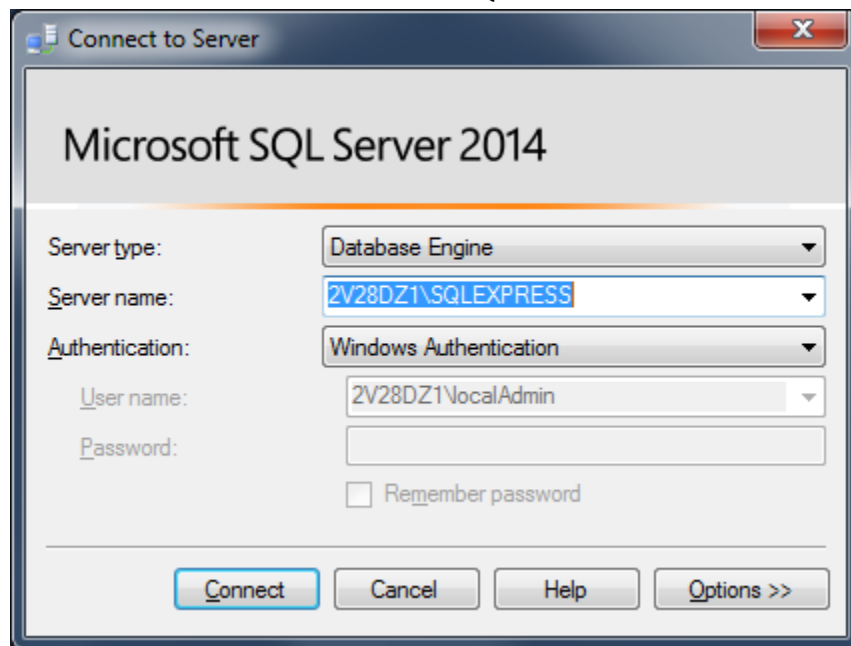 Connect to Server
Microsoft SQL Server 2014
Server type: Database Engine
Server name: 2V28DZ1\SQLEXPRESS
Authentication: Windows Authentication
User name: 2V28DZ1\localAdmin
Password:
Remember password
Connect Cancel Help Options >>